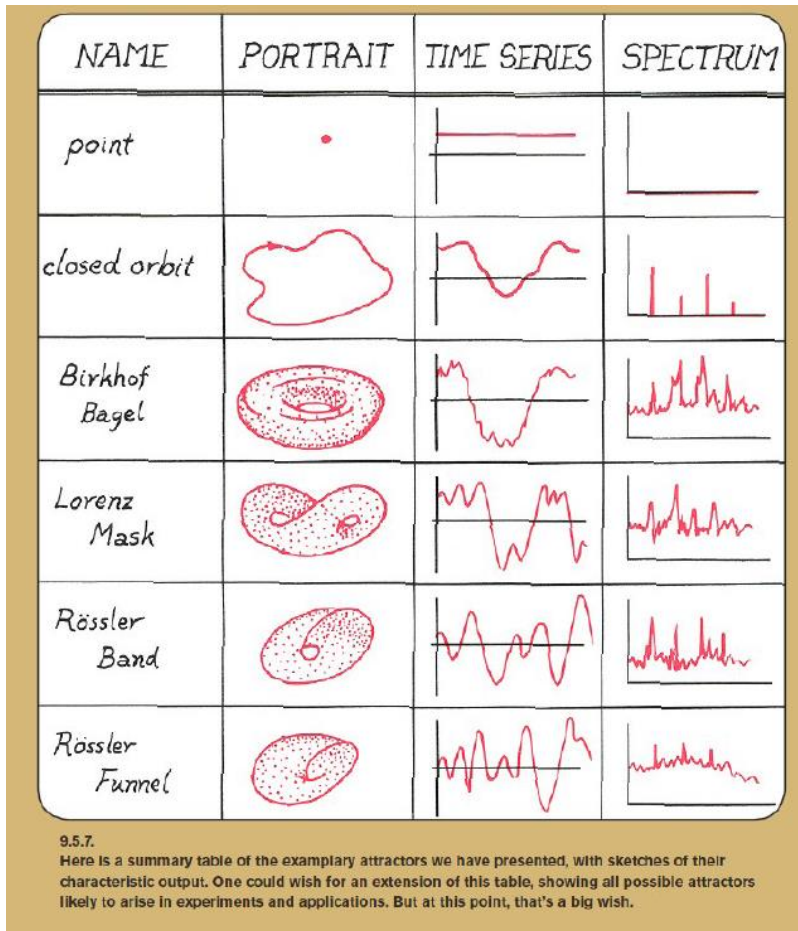 NAME PORTRAIT TIME SERIES SPECTRUM
point
closed orbit
Birkhof
Bagel
Lorenz
Mask
Rössler
Band
Rössler
Funnel
9.5.7.
Here is a summary table of the examplary attractors we have presented, with sketches of their
characteristic output. One could wish for an extension of this table, showing all possible attractors
likely to arise in experiments and applications. But at this point, that's a big wish.